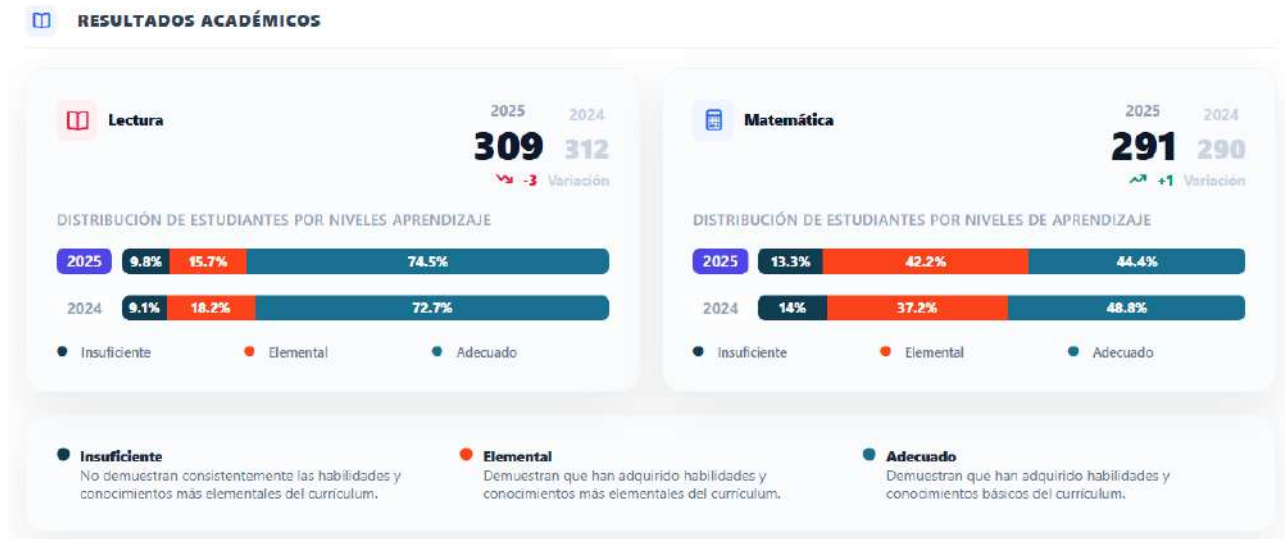 RESULTADOS ACADÉMICOS
Lectura
2025 2024
309 312
-3 Variación
DISTRIBUCIÓN DE ESTUDIANTES POR NIVELES APRENDIZAJE
2025 9.8% 15.7% 74.5%
2024 9.1% 18.2% 72.7%
Insuficiente Elemental Adecuado
Matemática
2025 2024
291 290
+1 Variación
DISTRIBUCIÓN DE ESTUDIANTES POR NIVELES DE APRENDIZAJE
2025 13.3% 42.2% 44.4%
2024 14% 37.2% 48.8%
Insuficiente Elemental Adecuado
Insuficiente
No demuestran consistentemente las habilidades y
conocimientos más elementales del currículum.
Elemental
Demuestran que han adquirido habilidades y
conocimientos más elementales del currículum.
Adecuado
Demuestran que han adquirido habilidades y
conocimientos básicos del currículum.